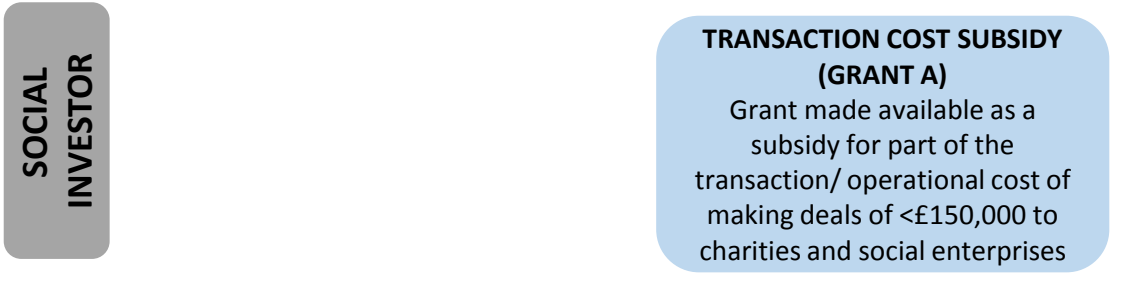 SOCIAL
INVESTOR
TRANSACTION COST SUBSIDY
(GRANT A)
Grant made available as a
subsidy for part of the
transaction/ operational cost of
making deals of <£150,000 to
charities and social enterprises